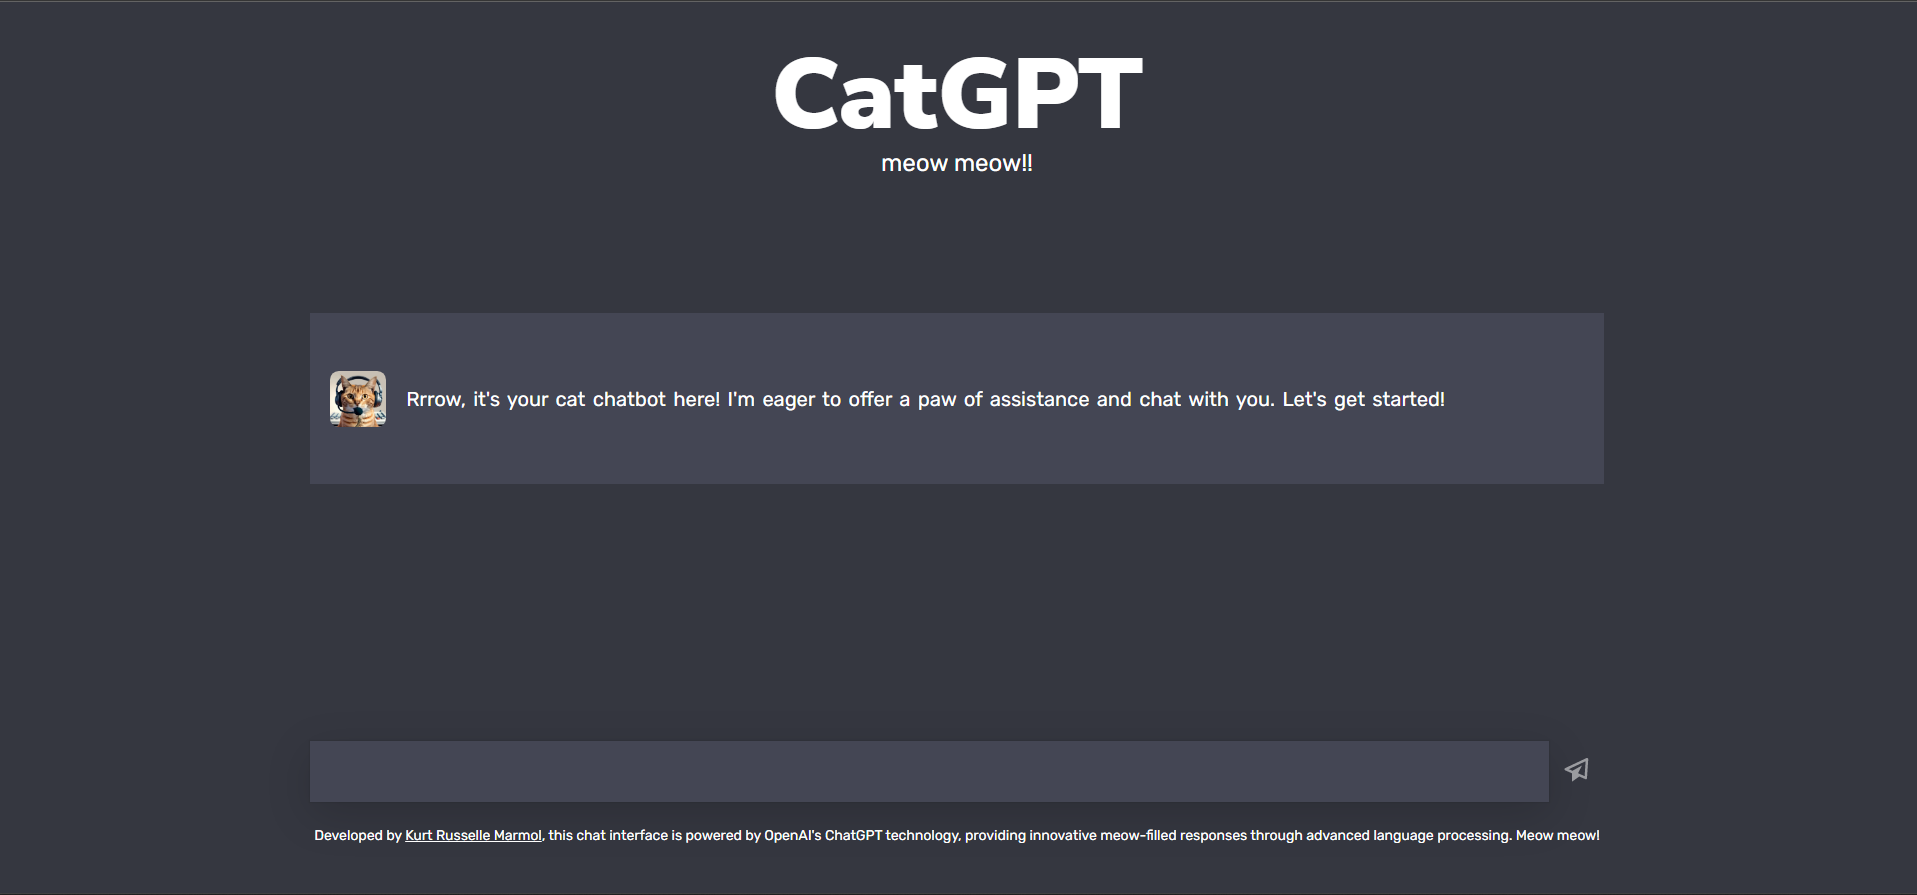 CatGPT
meow meow!!
Rrrow, it's your cat chatbot here! I'm eager to offer a paw of assistance and chat with you. Let's get started!
Developed by Kurt Russelle Marmol, this chat interface is powered by OpenAI's ChatGPT technology, providing innovative meow-filled responses through advanced language processing. Meow meow!